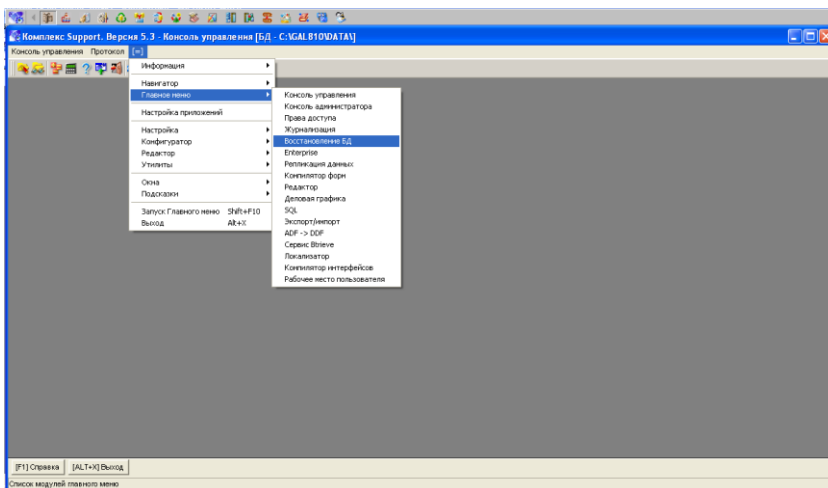 Комплекс Support. Версия 5.3 - Консоль управления [БД - C:\GAL810\DATA\]
Консоль управления Протокол [=]
Информация
Навигатор
Главное меню
Настройка приложений
Настройка
Конфигуратор
Редактор
Утилиты
Окна
Подсказки
Запуск Главного меню Shift+F10
Выход Alt+X
Консоль управления
Консоль администратора
Права доступа
Журнализация
Восстановление БД
Enterprise
Репликация данных
Компилятор форм
Редактор
Деловая графика
SQL
Экспорт/импорт
ADF -> DDF
Сервис Btrieve
Локализатор
Компилятор интерфейсов
Рабочее место пользователя
[F1] Справка [ALT+X] Выход
Список модулей главного меню